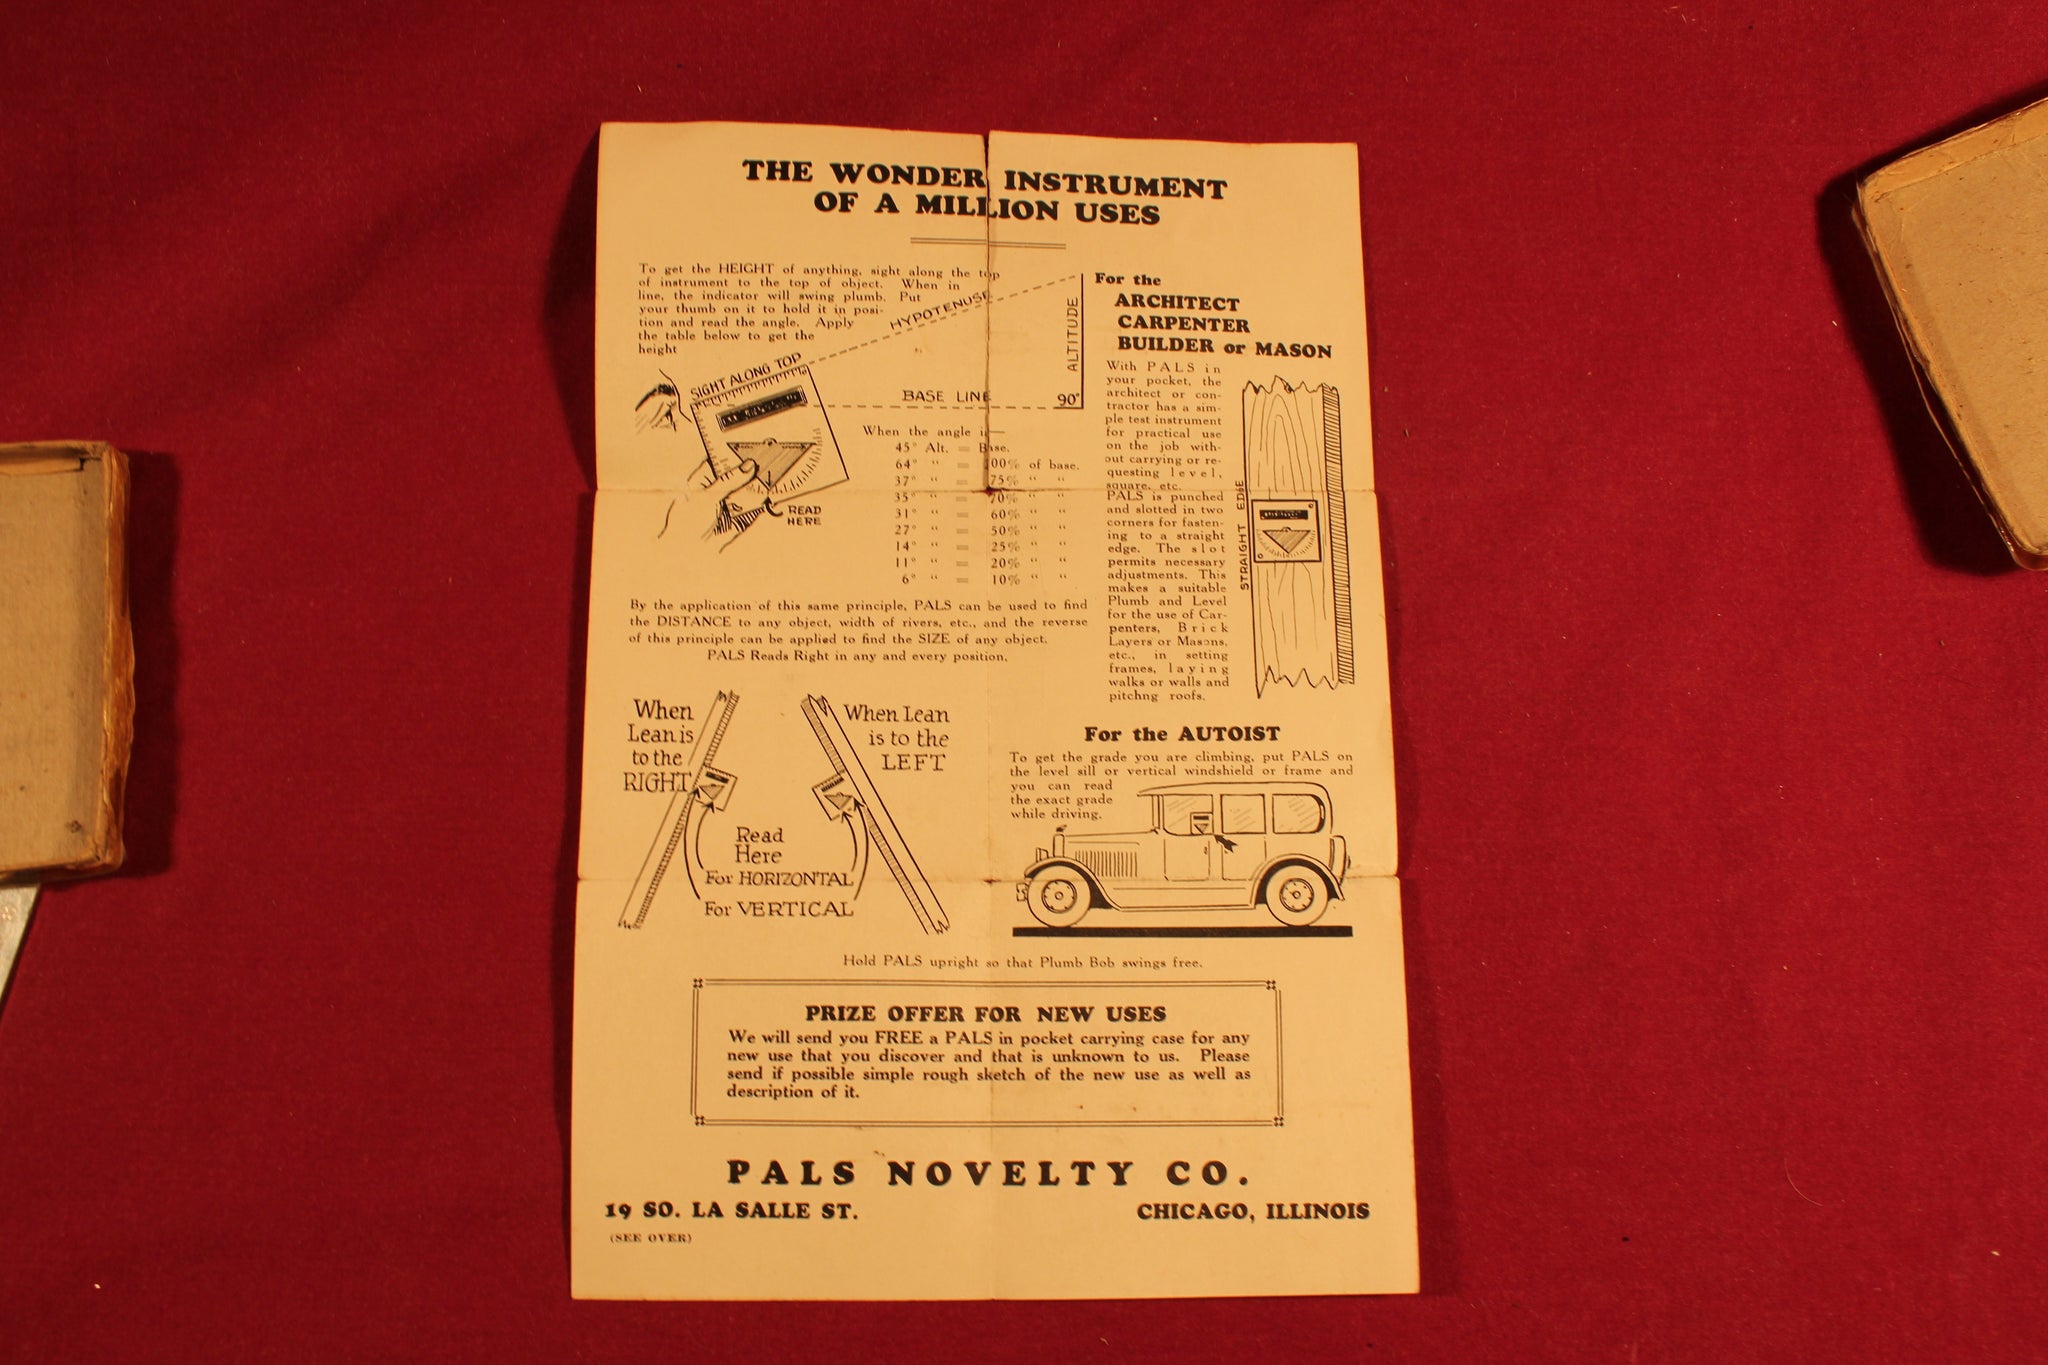 THE WONDER INSTRUMENT
OF A MILLION USES
To get the HEIGHT of anything, sight along the top
of instrument to the top of object. When in
line, the indicator will swing plumb. Put
your thumb on it to hold it in posi-
tion and read the angle. Apply
the table below to get the
height
HYPOTENUSE
ALTITUDE
SIGHT ALONG TOP
BASE LINE
90°
READ
HERE
When the angle is
45° Alt. = Base.
64° " = 200% of base.
37° " = 75% " "
35° " = 70% " "
31° " = 60% " "
27° " = 50% " "
14° " = 25% " "
11° " = 20% " "
6° " = 10% " "
By the application of this same principle, PALS can be used to find
the DISTANCE to any object, width of rivers, etc., and the reverse
of this principle can be applied to find the SIZE of any object.
PALS Reads Right in any and every position.
For the
ARCHITECT
CARPENTER
BUILDER or MASON
With PALS in
your pocket, the
architect or con-
tractor has a sim-
ple test instrument
for practical use
on the job with-
out carrying or re-
questing level,
square, etc.
PALS is punched
and slotted in two
corners for fasten-
ing to a straight
edge. The slot
permits necessary
adjustments. This
makes a suitable
Plumb and Level
for the use of Car-
penters, Brick
Layers or Masons,
etc., in setting
frames, laying
walks or walls and
pitchng roofs.
STRAIGHT EDGE
When
Lean is
to the
RIGHT
When Lean
is to the
LEFT
Read
Here
For HORIZONTAL
For VERTICAL
For the AUTOIST
To get the grade you are climbing, put PALS on
the level sill or vertical windshield or frame and
you can read
the exact grade
while driving.
Hold PALS upright so that Plumb Bob swings free.
PRIZE OFFER FOR NEW USES
We will send you FREE a PALS in pocket carrying case for any
new use that you discover and that is unknown to us. Please
send if possible simple rough sketch of the new use as well as
description of it.
PALS NOVELTY CO.
19 SO. LA SALLE ST. CHICAGO, ILLINOIS
(SEE OVER)